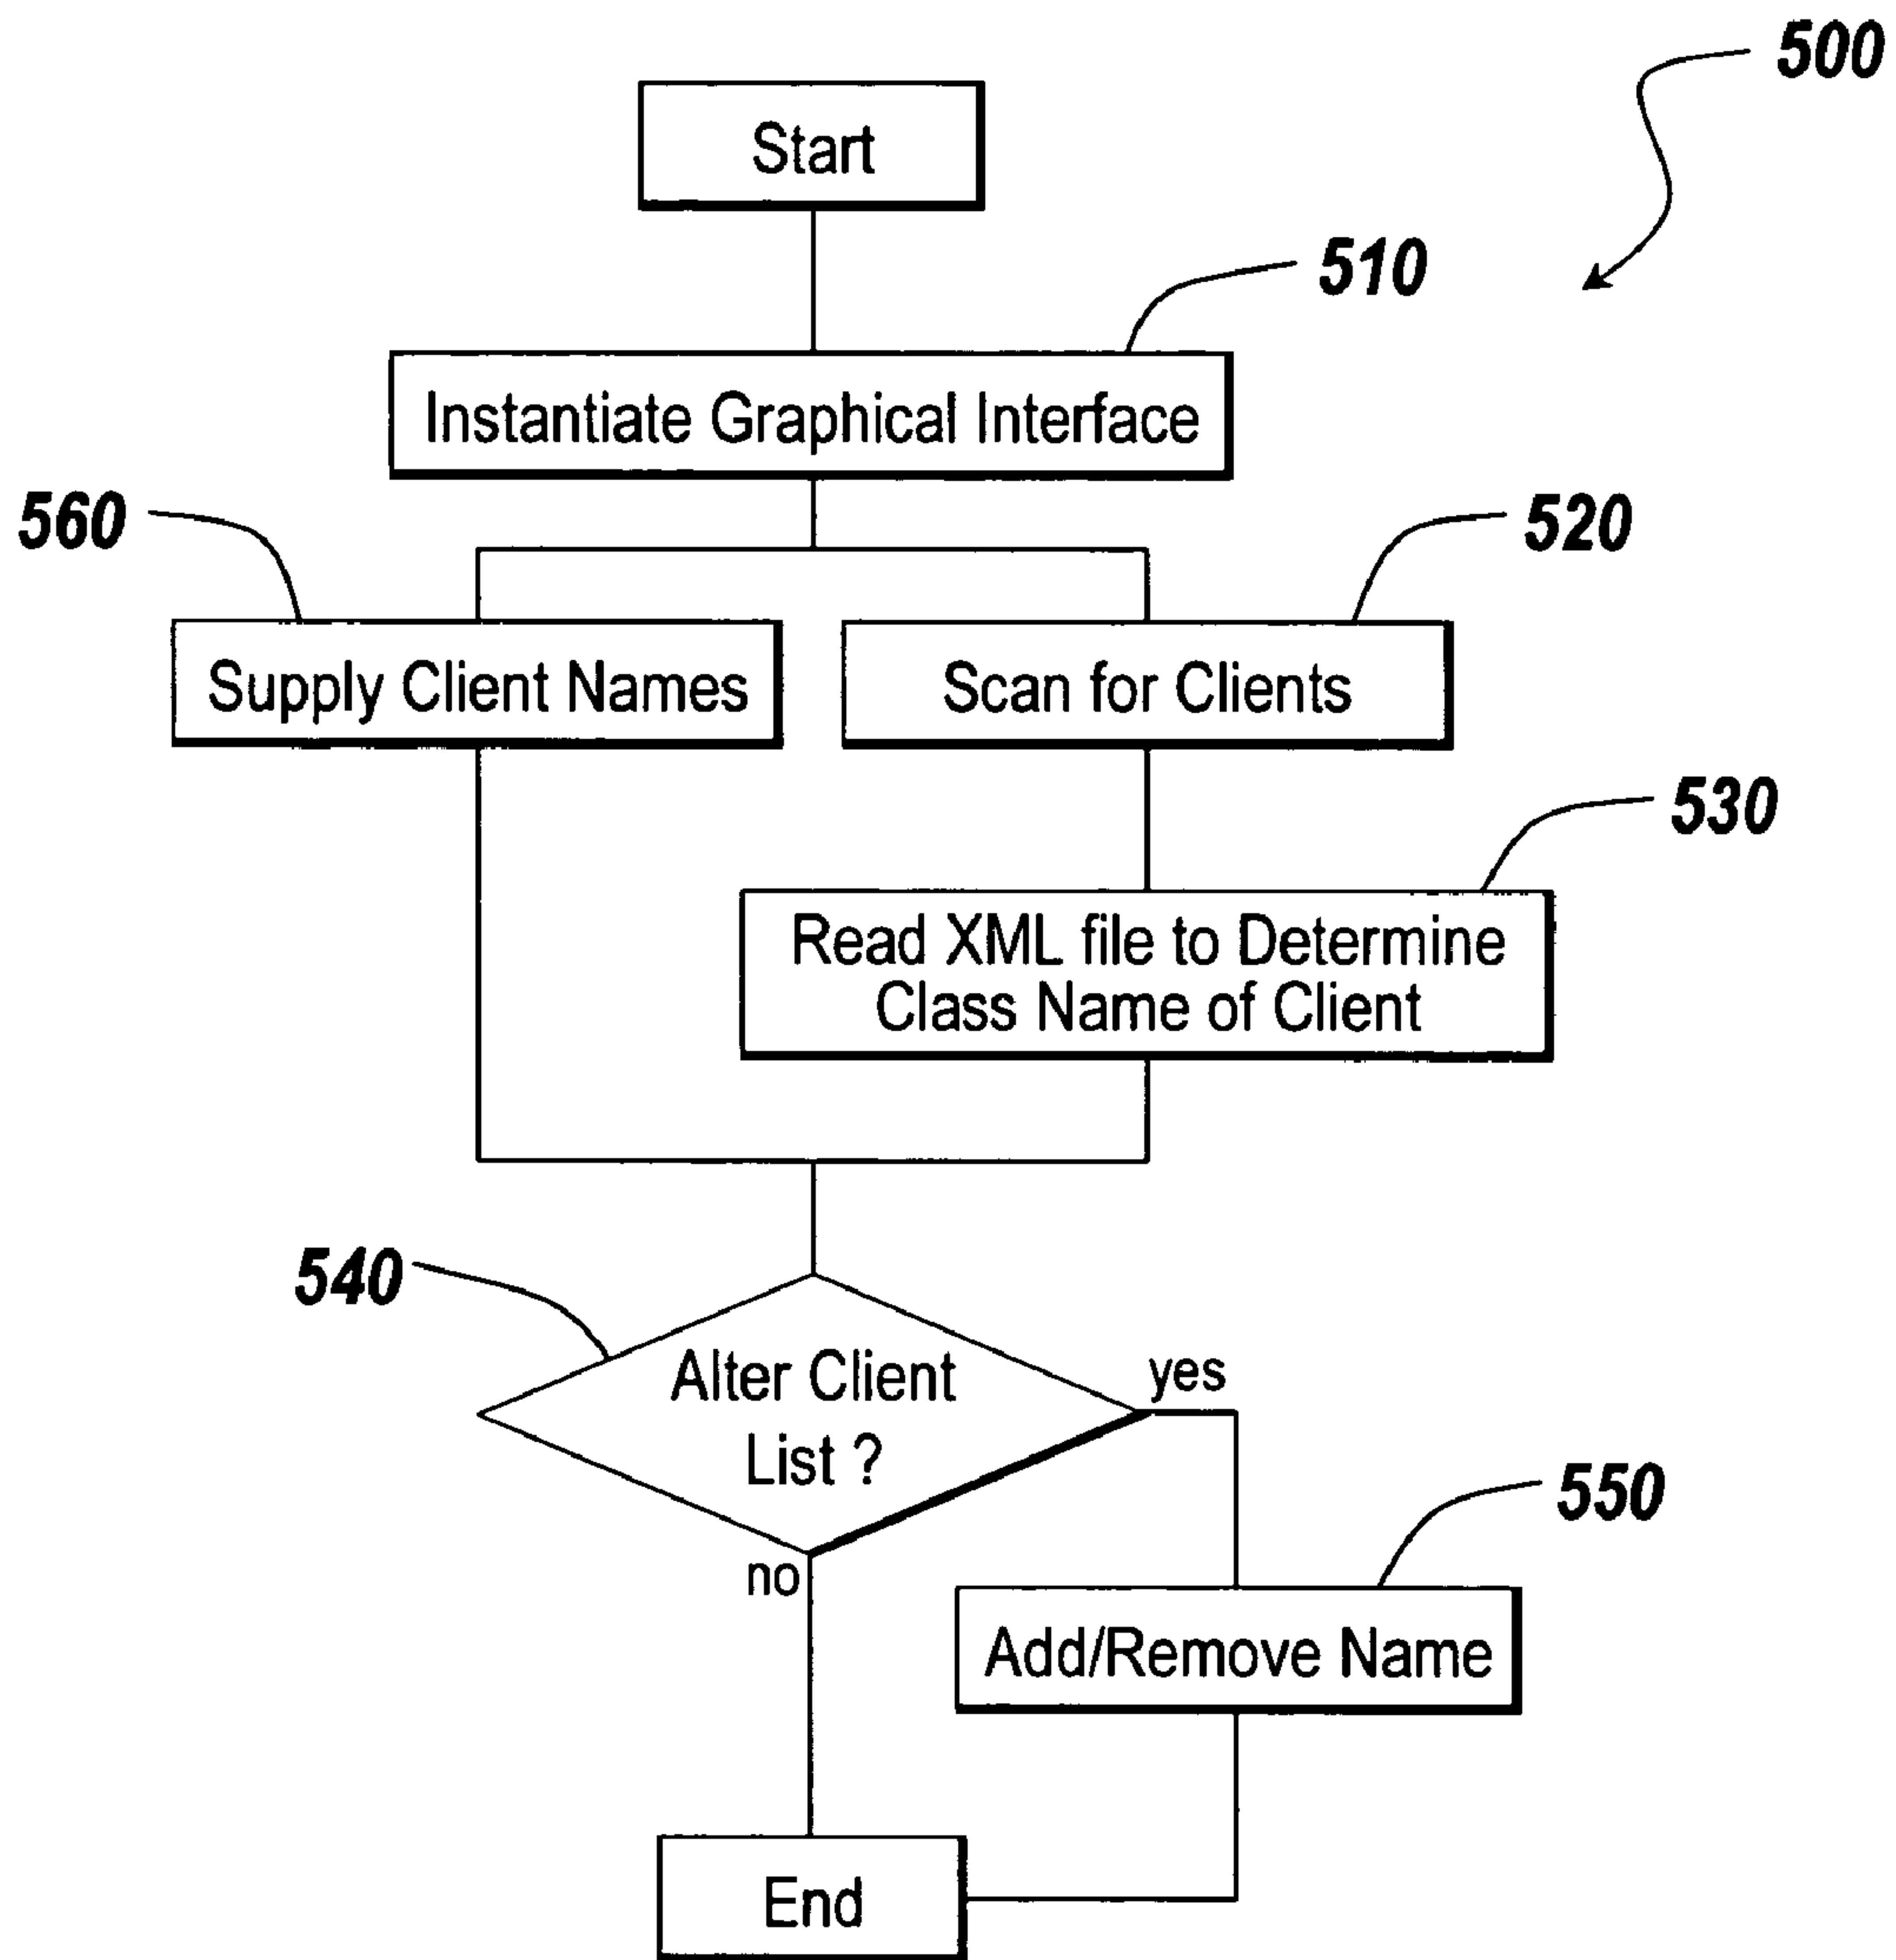 500
Start
510
Instantiate Graphical Interface
560
520
Supply Client Names
Scan for Clients
530
Read XML file to Determine
Class Name of Client
540
Alter Client
List ?
yes
no
550
Add/Remove Name
End